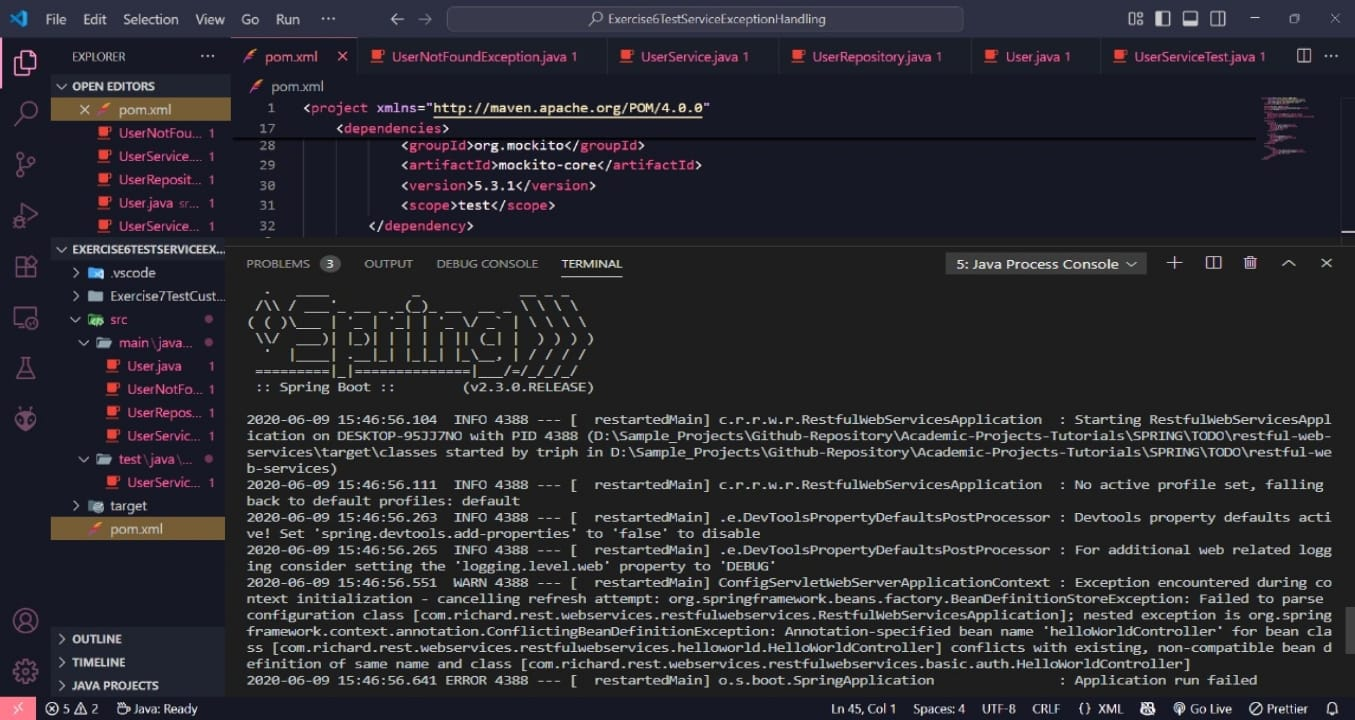 File Edit Selection View Go Run ···
Exercise6TestServiceExceptionHandling
EXPLORER ···
OPEN EDITORS
pom.xml
UserNotFou... 1
UserService.... 1
UserReposit... 1
User.java sr... 1
UserService... 1
EXERCISE6TESTSERVICEEX...
.vscode
Exercise7TestCust...
src
main\java...
User.java 1
UserNotFo... 1
UserRepos... 1
UserServic... 1
test\java\...
UserServic... 1
target
pom.xml
OUTLINE
TIMELINE
JAVA PROJECTS
pom.xml UserNotFoundException.java 1 UserService.java 1 UserRepository.java 1 User.java 1 UserServiceTest.java 1 ···
pom.xml
1 <project xmlns="http://maven.apache.org/POM/4.0.0"
17 <dependencies>
28 <groupId>org.mockito</groupId>
29 <artifactId>mockito-core</artifactId>
30 <version>5.3.1</version>
31 <scope>test</scope>
32 </dependency>
PROBLEMS 3 OUTPUT DEBUG CONSOLE TERMINAL 5: Java Process Console
Spring
:: Spring Boot :: (v2.3.0.RELEASE)
2020-06-09 15:46:56.104 INFO 4388 --- [ restartedMain] c.r.r.w.r.RestfulWebServicesApplication : Starting RestfulWebServicesAppl
ication on DESKTOP-95JJ7NO with PID 4388 (D:\Sample_Projects\Github-Repository\Academic-Projects-Tutorials\SPRING\TODO\restful-web-
services\target\classes started by triph in D:\Sample_Projects\Github-Repository\Academic-Projects-Tutorials\SPRING\TODO\restful-we
b-services)
2020-06-09 15:46:56.111 INFO 4388 --- [ restartedMain] c.r.r.w.r.RestfulWebServicesApplication : No active profile set, falling
back to default profiles: default
2020-06-09 15:46:56.263 INFO 4388 --- [ restartedMain] .e.DevToolsPropertyDefaultsPostProcessor : Devtools property defaults acti
ve! Set 'spring.devtools.add-properties' to 'false' to disable
2020-06-09 15:46:56.265 INFO 4388 --- [ restartedMain] .e.DevToolsPropertyDefaultsPostProcessor : For additional web related logg
ing consider setting the 'logging.level.web' property to 'DEBUG'
2020-06-09 15:46:56.551 WARN 4388 --- [ restartedMain] ConfigServletWebServerApplicationContext : Exception encountered during co
ntext initialization - cancelling refresh attempt: org.springframework.beans.factory.BeanDefinitionStoreException: Failed to parse
configuration class [com.richard.rest.webservices.restfulwebservices.RestfulWebServicesApplication]; nested exception is org.spring
framework.context.annotation.ConflictingBeanDefinitionException: Annotation-specified bean name 'helloWorldController' for bean cla
ss [com.richard.rest.webservices.restfulwebservices.helloworld.HelloWorldController] conflicts with existing, non-compatible bean d
efinition of same name and class [com.richard.rest.webservices.restfulwebservices.basic.auth.HelloWorldController]
2020-06-09 15:46:56.641 ERROR 4388 --- [ restartedMain] o.s.boot.SpringApplication : Application run failed
5 2 Java: Ready Ln 45, Col 1 Spaces: 4 UTF-8 CRLF {} XML Go Live Prettier